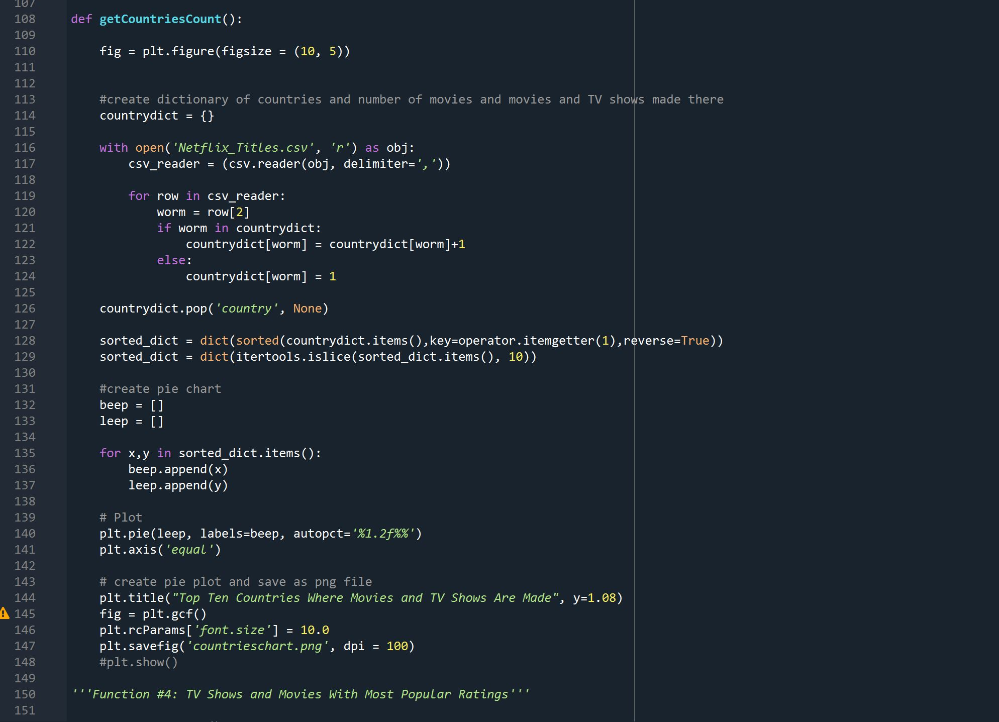 107
108 def getCountriesCount():
109
110 fig = plt.figure(figsize = (10, 5))
111
112
113 #create dictionary of countries and number of movies and movies and TV shows made there
114 countrydict = {}
115
116 with open('Netflix_Titles.csv', 'r') as obj:
117 csv_reader = (csv.reader(obj, delimiter=','))
118
119 for row in csv_reader:
120 worm = row[2]
121 if worm in countrydict:
122 countrydict[worm] = countrydict[worm]+1
123 else:
124 countrydict[worm] = 1
125
126 countrydict.pop('country', None)
127
128 sorted_dict = dict(sorted(countrydict.items(),key=operator.itemgetter(1),reverse=True))
129 sorted_dict = dict(itertools.islice(sorted_dict.items(), 10))
130
131 #create pie chart
132 beep = []
133 leep = []
134
135 for x,y in sorted_dict.items():
136 beep.append(x)
137 leep.append(y)
138
139 # Plot
140 plt.pie(leep, labels=beep, autopct='%1.2f%%')
141 plt.axis('equal')
142
143 # create pie plot and save as png file
144 plt.title("Top Ten Countries Where Movies and TV Shows Are Made", y=1.08)
145 fig = plt.gcf()
146 plt.rcParams['font.size'] = 10.0
147 plt.savefig('countrieschart.png', dpi = 100)
148 #plt.show()
149
150 '''Function #4: TV Shows and Movies With Most Popular Ratings'''
151